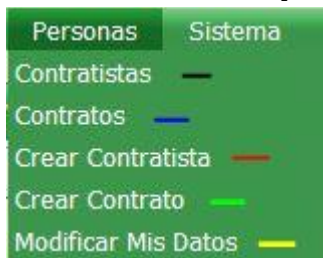 Personas Sistema
Contratistas
Contratos
Crear Contratista
Crear Contrato
Modificar Mis Datos